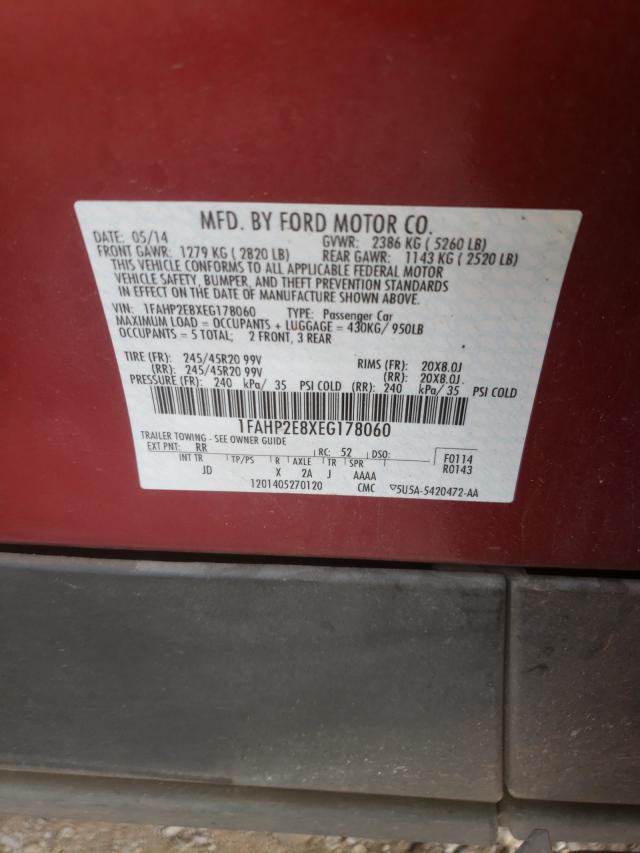 MFD. BY FORD MOTOR CO.
DATE: 05/14 GVWR: 2386 KG ( 5260 LB)
FRONT GAWR: 1279 KG ( 2820 LB) REAR GAWR: 1143 KG ( 2520 LB)
THIS VEHICLE CONFORMS TO ALL APPLICABLE FEDERAL MOTOR
VEHICLE SAFETY, BUMPER, AND THEFT PREVENTION STANDARDS
IN EFFECT ON THE DATE OF MANUFACTURE SHOWN ABOVE.
VIN: 1FAHP2E8XEG178060 TYPE: Passenger Car
MAXIMUM LOAD = OCCUPANTS + LUGGAGE = 430KG/ 950LB
OCCUPANTS = 5 TOTAL; 2 FRONT, 3 REAR
TIRE (FR): 245/45R20 99V RIMS (FR): 20X8.0J
(RR): 245/45R20 99V (RR): 20X8.0J
PRESSURE (FR): 240 kPa/ 35 PSI COLD (RR): 240 kPa/ 35 PSI COLD
1FAHP2E8XEG178060
TRAILER TOWING - SEE OWNER GUIDE
EXT PNT: RR RC: 52 DSO: F0114
R0143
INT TR TP/PS R AXLE TR SPR
JD X 2A J AAAA
1201405270120 CMC 5U5A-5420472-AA